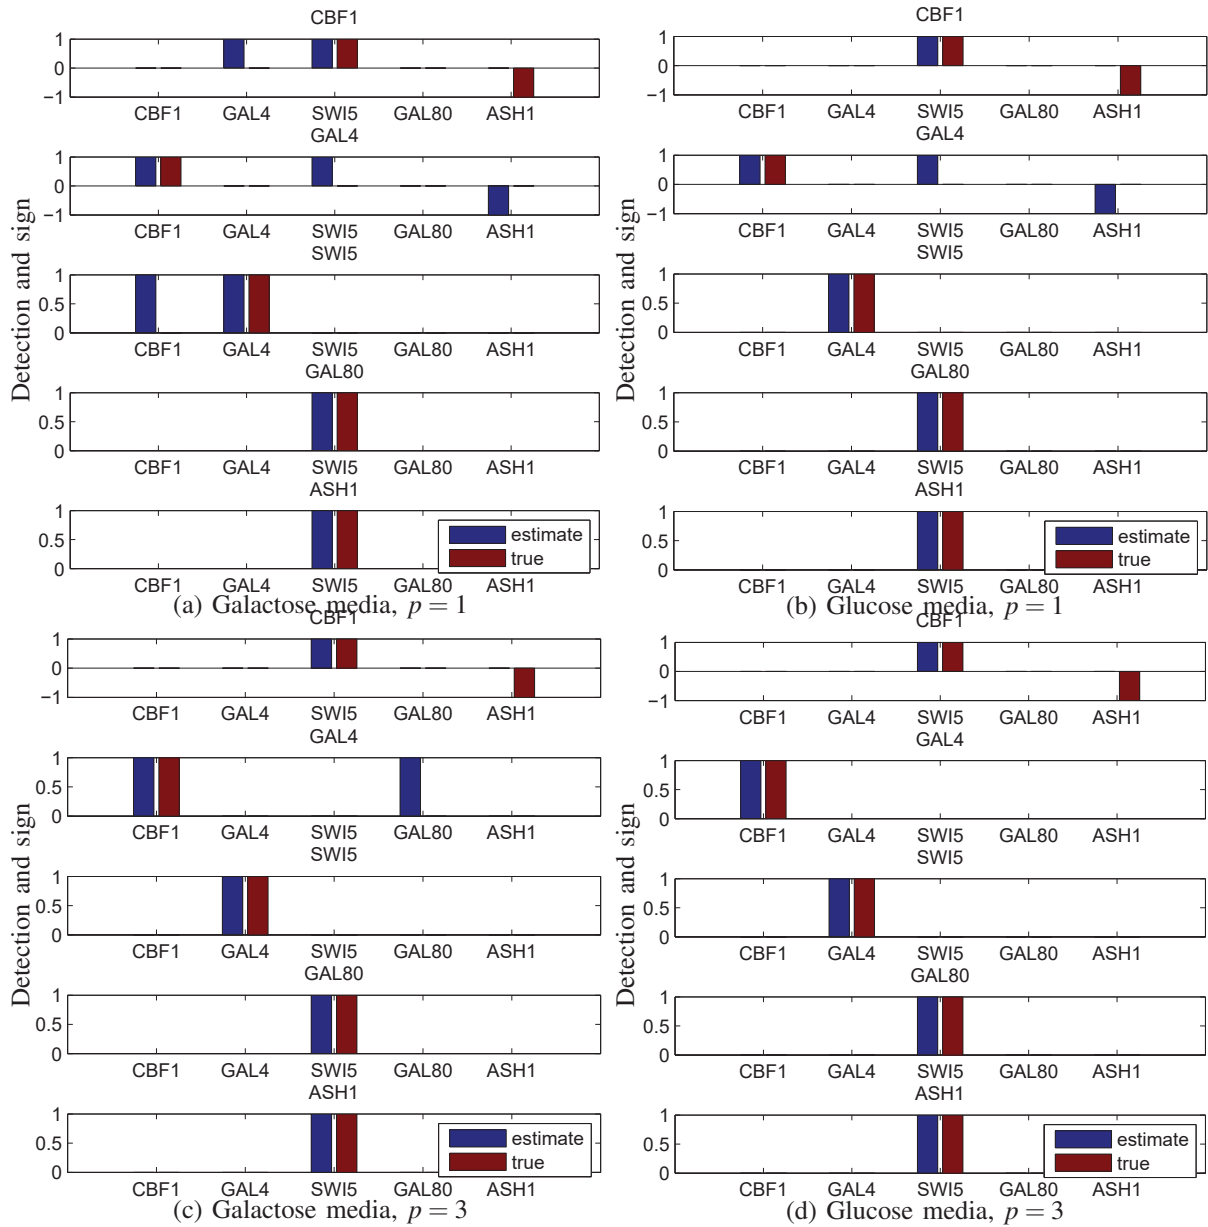 CBF1
1
0
−1
CBF1 GAL4 SWI5 GAL80 ASH1
GAL4
1
0
−1
CBF1 GAL4 SWI5 GAL80 ASH1
SWI5
1
0.5
0
CBF1 GAL4 SWI5 GAL80 ASH1
GAL80
1
0.5
0
CBF1 GAL4 SWI5 GAL80 ASH1
ASH1
1
0.5
0
CBF1 GAL4 SWI5 GAL80 ASH1
estimate
true
Detection and sign
(a) Galactose media, p = 1
CBF1
1
0
−1
CBF1 GAL4 SWI5 GAL80 ASH1
GAL4
1
0
−1
CBF1 GAL4 SWI5 GAL80 ASH1
SWI5
1
0.5
0
CBF1 GAL4 SWI5 GAL80 ASH1
GAL80
1
0.5
0
CBF1 GAL4 SWI5 GAL80 ASH1
ASH1
1
0.5
0
CBF1 GAL4 SWI5 GAL80 ASH1
estimate
true
Detection and sign
(b) Glucose media, p = 1
CBF1
1
0
−1
CBF1 GAL4 SWI5 GAL80 ASH1
GAL4
1
0.5
0
CBF1 GAL4 SWI5 GAL80 ASH1
SWI5
1
0.5
0
CBF1 GAL4 SWI5 GAL80 ASH1
GAL80
1
0.5
0
CBF1 GAL4 SWI5 GAL80 ASH1
ASH1
1
0.5
0
CBF1 GAL4 SWI5 GAL80 ASH1
estimate
true
Detection and sign
(c) Galactose media, p = 3
CBF1
1
0
−1
CBF1 GAL4 SWI5 GAL80 ASH1
GAL4
1
0.5
0
CBF1 GAL4 SWI5 GAL80 ASH1
SWI5
1
0.5
0
CBF1 GAL4 SWI5 GAL80 ASH1
GAL80
1
0.5
0
CBF1 GAL4 SWI5 GAL80 ASH1
ASH1
1
0.5
0
CBF1 GAL4 SWI5 GAL80 ASH1
estimate
true
Detection and sign
(d) Glucose media, p = 3